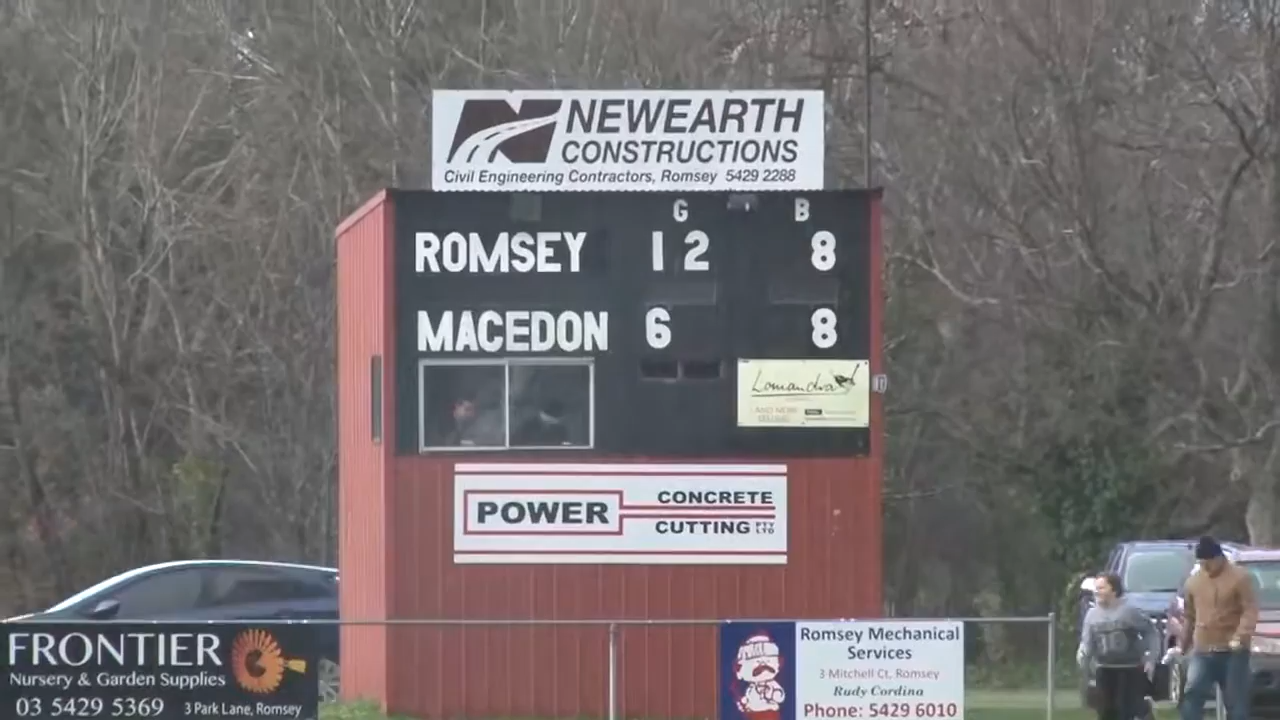 NEWEARTH
CONSTRUCTIONS
Civil Engineering Contractors, Romsey 5429 2288
G B
ROMSEY 12 8
MACEDON 6 8
Lomandra
POWER
CONCRETE
CUTTING PTY LTD
FRONTIER
Nursery & Garden Supplies
03 5429 5369 3 Park Lane, Romsey
Romsey Mechanical
Services
3 Mitchell Ct, Romsey
Rudy Cordina
Phone: 5429 6010